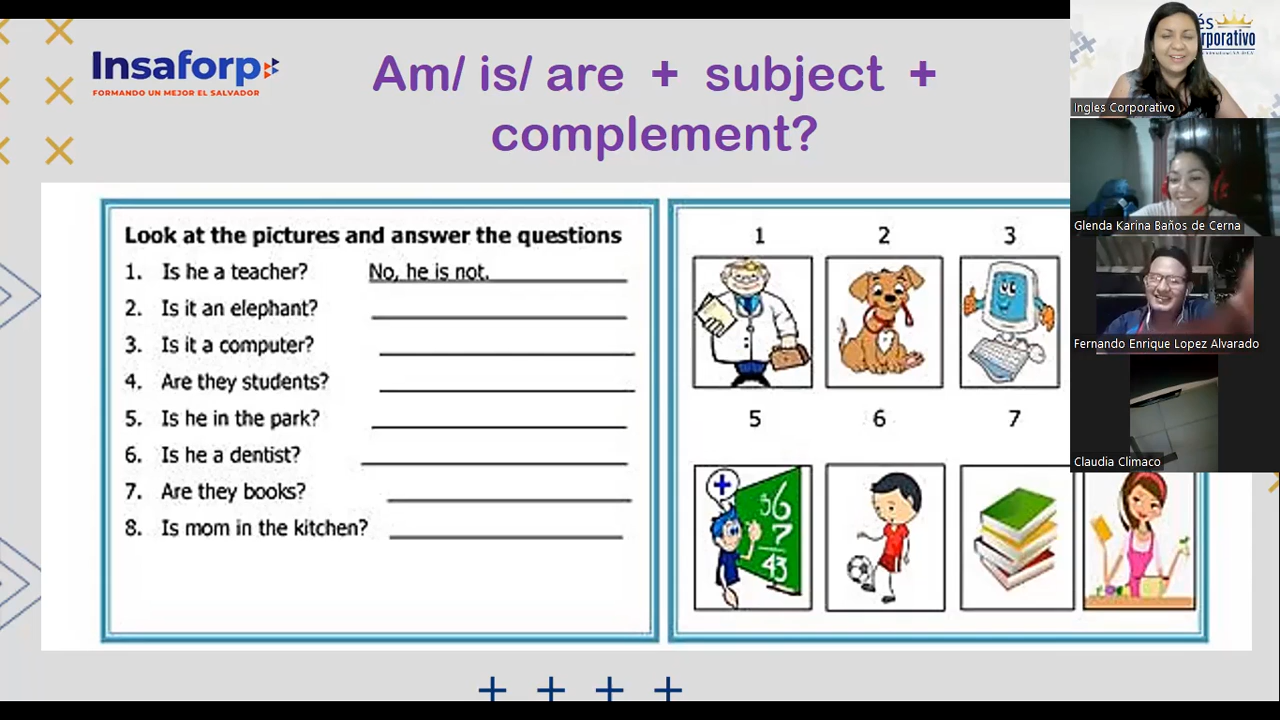 Insaforp
FORMANDO UN MEJOR EL SALVADOR
Am/ is/ are + subject +
complement?
Look at the pictures and answer the questions
1. Is he a teacher? No, he is not.
2. Is it an elephant?
3. Is it a computer?
4. Are they students?
5. Is he in the park?
6. Is he a dentist?
7. Are they books?
8. Is mom in the kitchen?
1 2 3
5 6 7
+
36
7
43
és
rporativo
Ingles Corporativo
Glenda Karina Baños de Cerna
Fernando Enrique Lopez Alvarado
Claudia Climaco